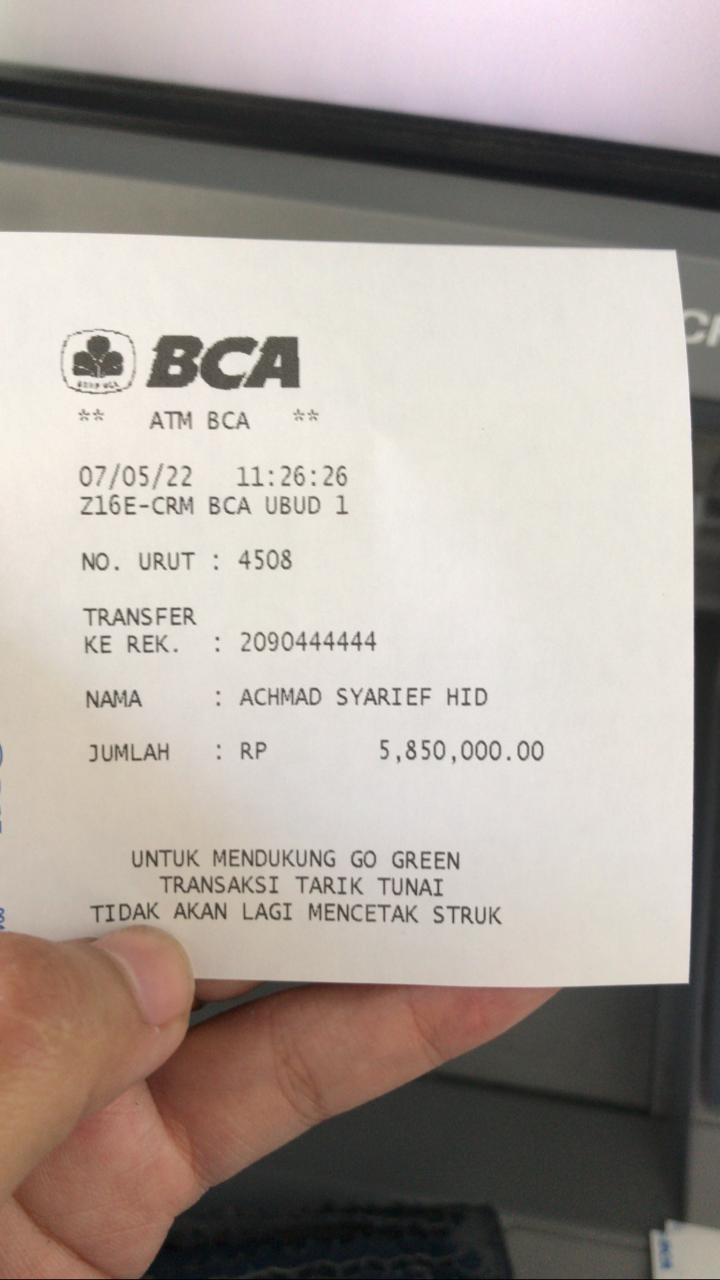 BCA
** ATM BCA **
07/05/22 11:26:26
Z16E-CRM BCA UBUD 1
NO. URUT : 4508
TRANSFER
KE REK. : 2090444444
NAMA : ACHMAD SYARIEF HID
JUMLAH : RP 5,850,000.00
UNTUK MENDUKUNG GO GREEN
TRANSAKSI TARIK TUNAI
TIDAK AKAN LAGI MENCETAK STRUK